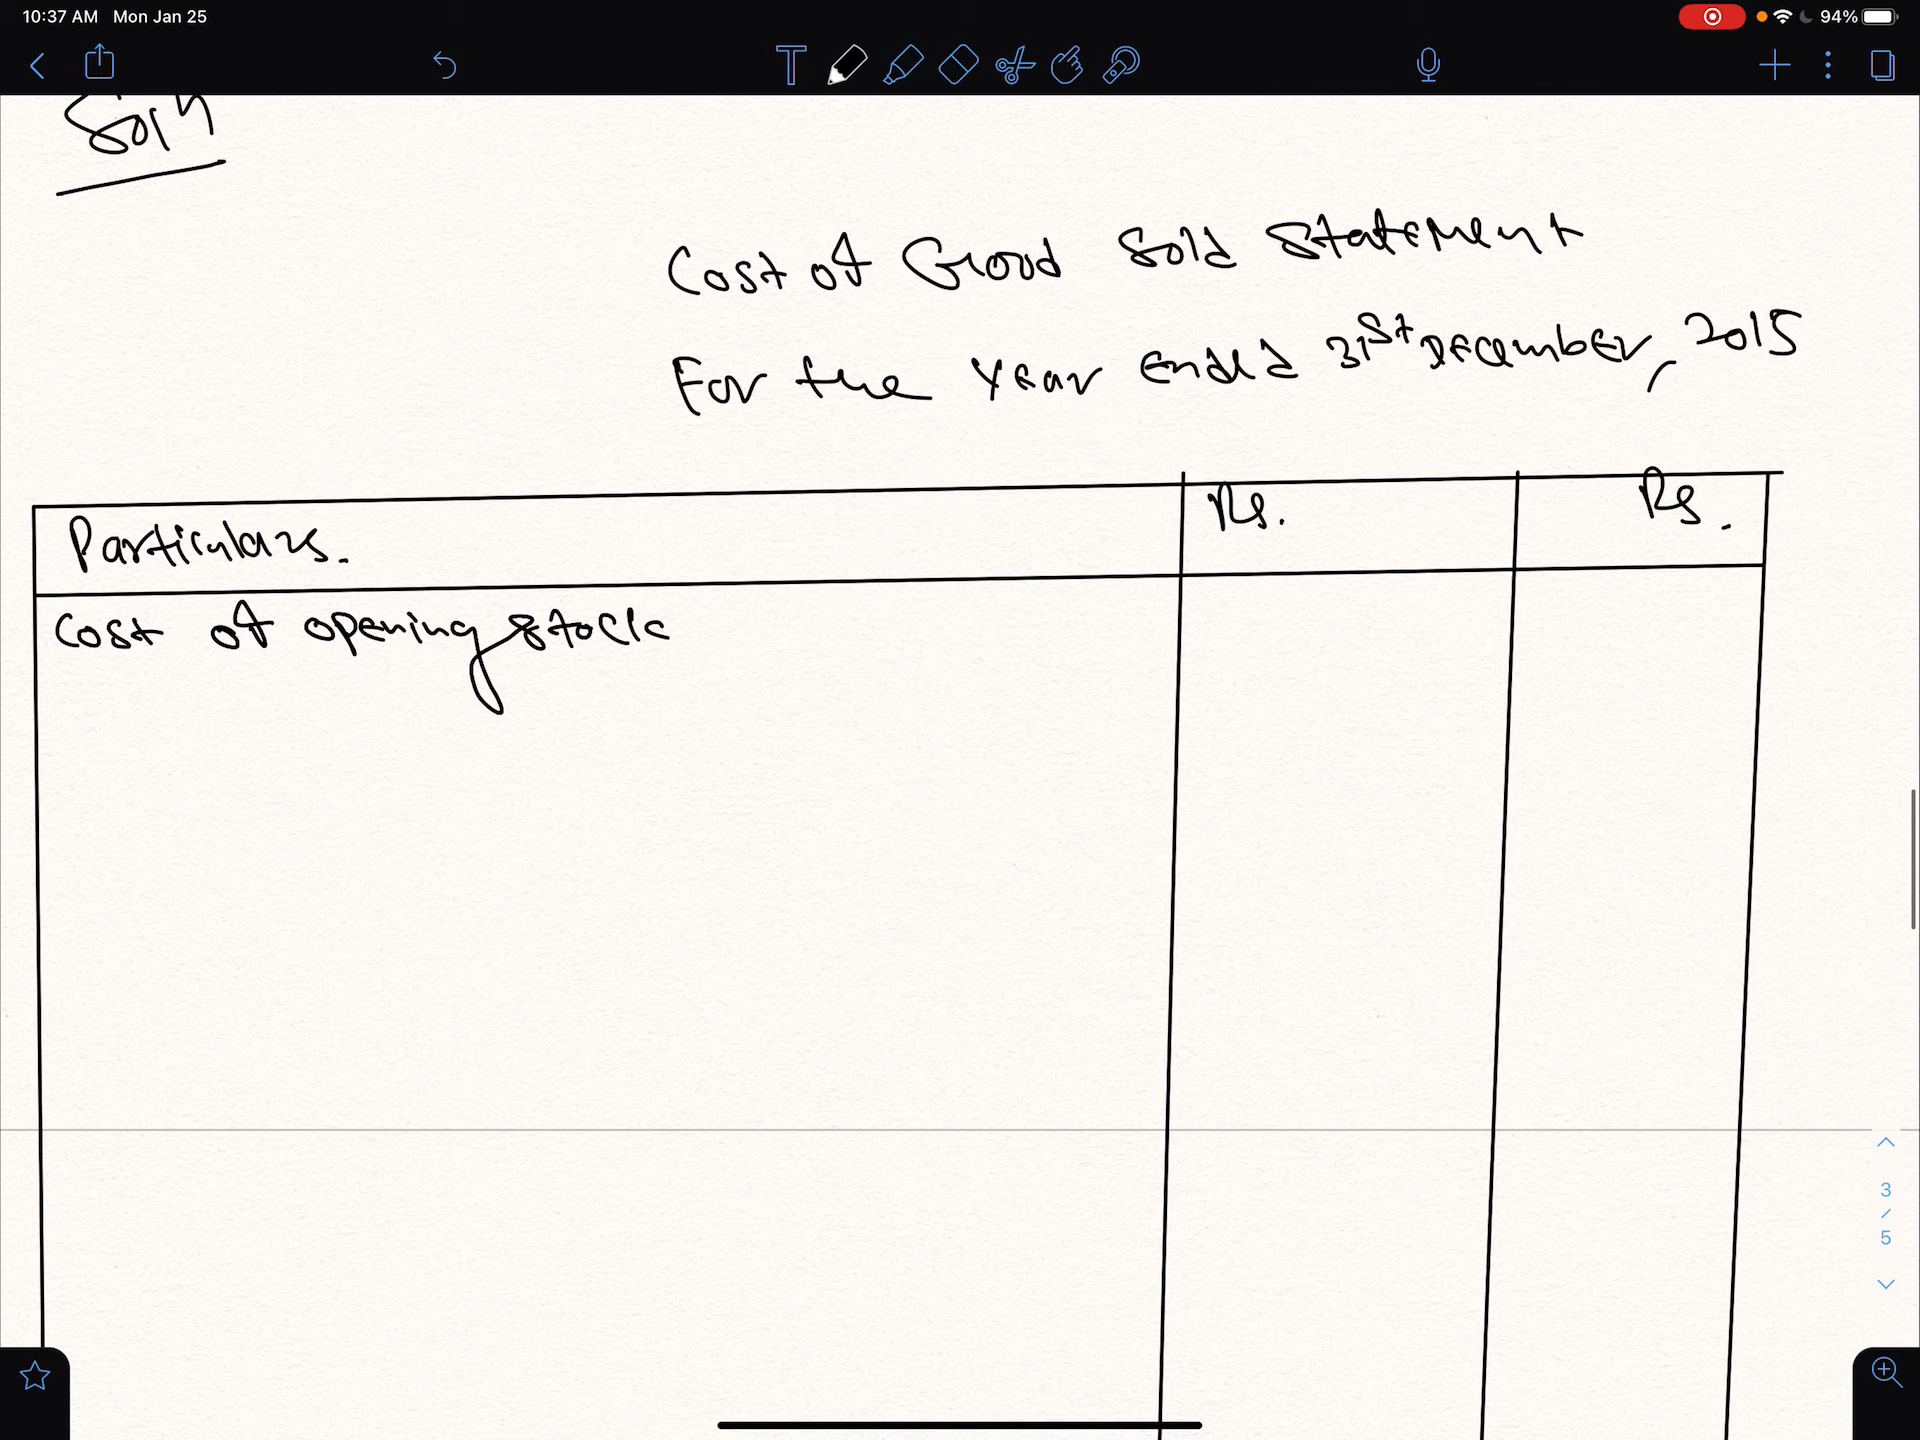 10:37 AM Mon Jan 25
94%
Soln
Cost of Good Sold Statement
For the Year Ended 31st December, 2015
Particulars. Rs. Rs.
Cost of opening stock
3
/
5